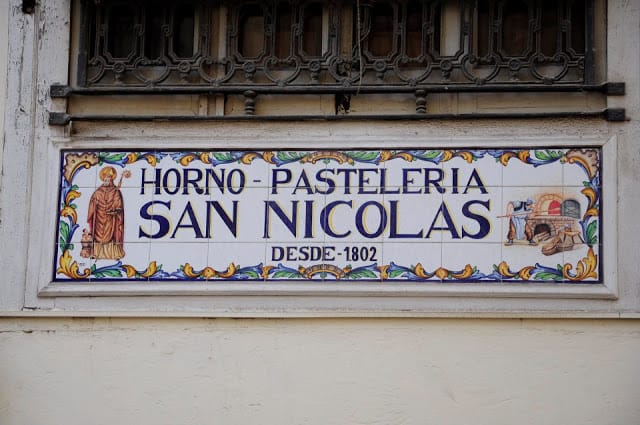 HORNO - PASTELERIA
SAN NICOLAS
DESDE - 1802